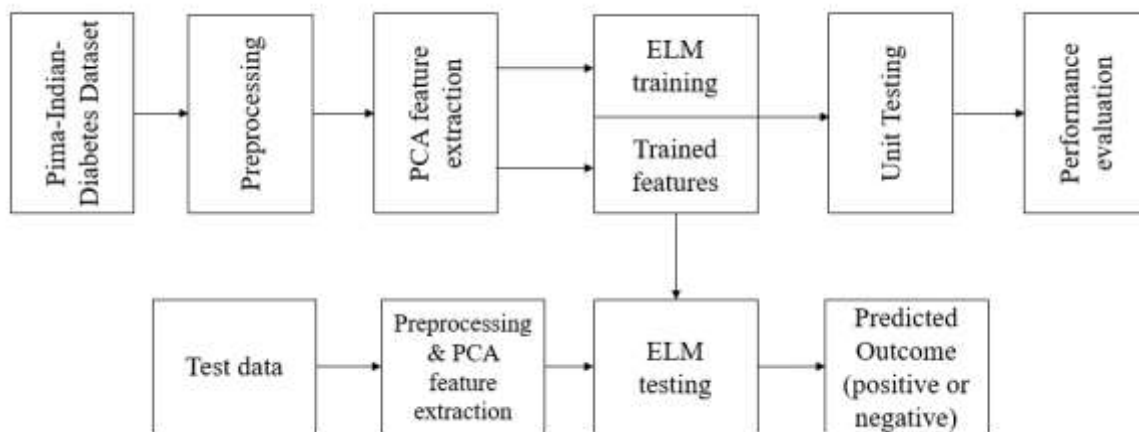 Pima-Indian-
Diabetes Dataset
Preprocessing
PCA feature
extraction
ELM
training
Trained
features
Unit Testing
Performance
evaluation
Test data
Preprocessing
& PCA
feature
extraction
ELM
testing
Predicted
Outcome
(positive or
negative)